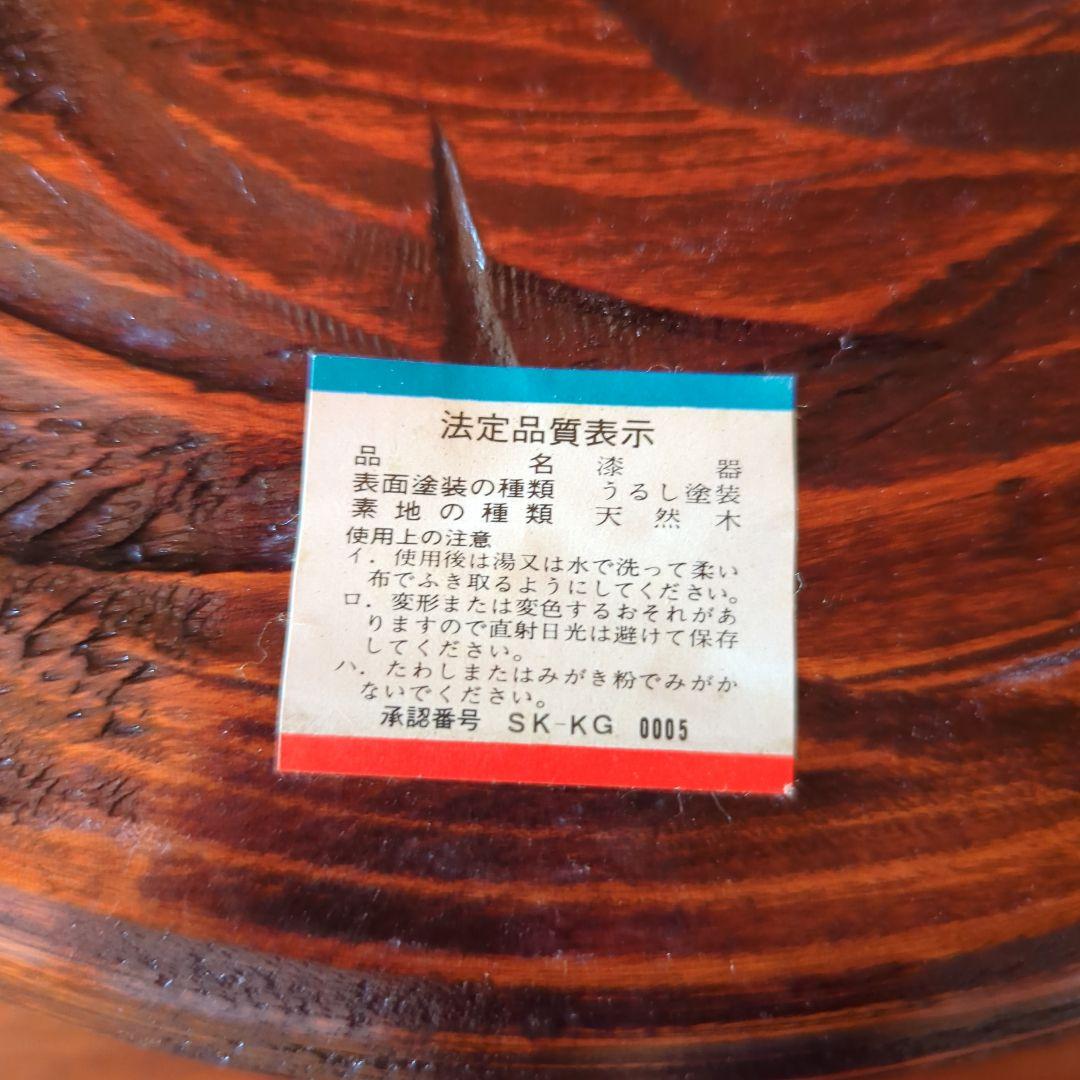 法定品質表示
品名 漆器
表面塗装の種類 うるし塗装
素地の種類 天然木
使用上の注意
イ. 使用後は湯又は水で洗って柔い
布でふき取るようにしてください。
ロ. 変形または変色するおそれがあ
りますので直射日光は避けて保存
してください。
ハ. たわしまたはみがき粉でみがか
ないでください。
承認番号 SK-KG 0005